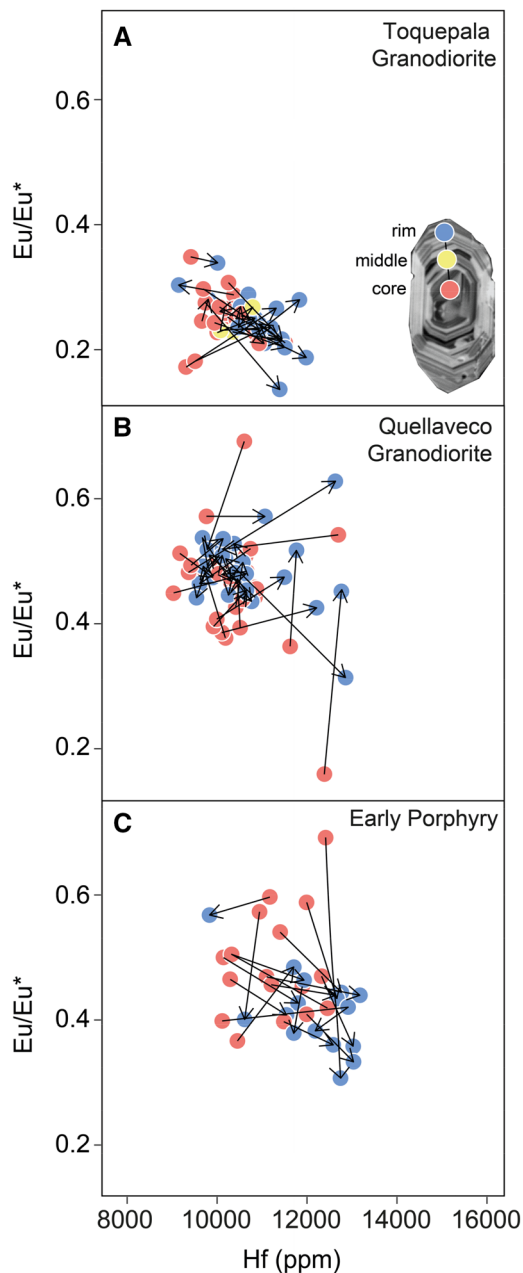 A
Toquepala
Granodiorite
0.6
0.4
0.2
Eu/Eu*
rim
middle
core
B
Quellaveco
Granodiorite
0.6
0.4
0.2
Eu/Eu*
C
Early Porphyry
0.6
0.4
0.2
Eu/Eu*
8000 10000 12000 14000 16000
Hf (ppm)